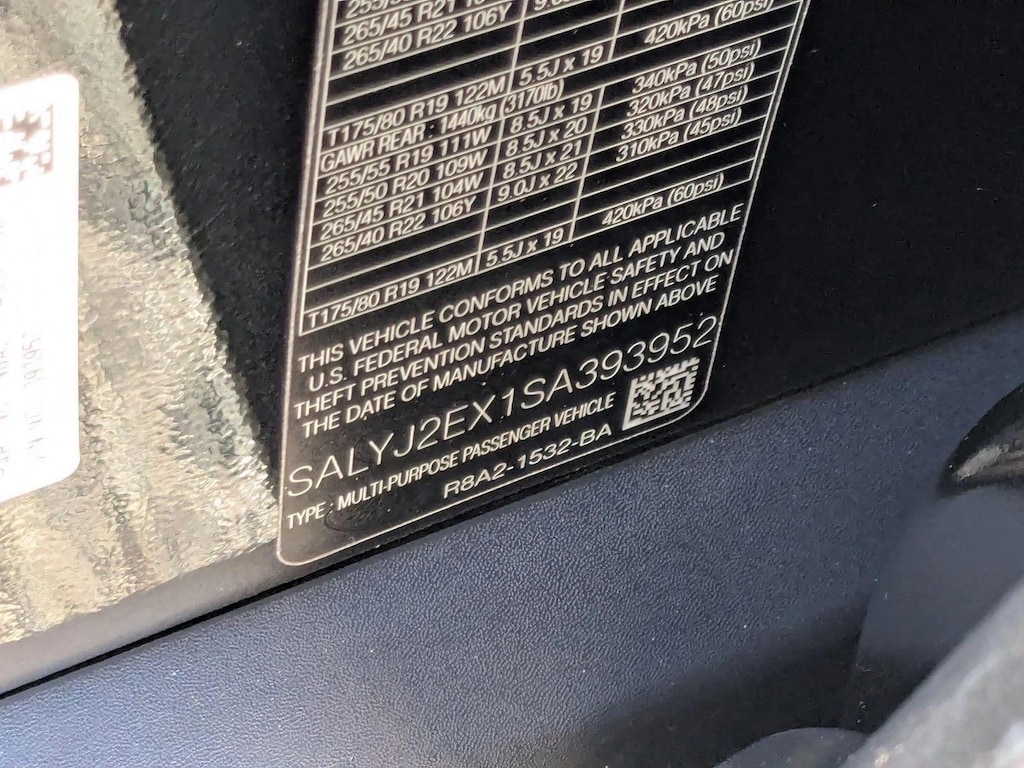 265/45 R21
265/40 R22 106Y
420kPa (60psi)
T175/80 R19 122M 5.5J x 19
GAWR REAR : 1440kg (3170lb)
255/55 R19 111W 8.5J x 19 340kPa (50psi)
255/50 R20 109W 8.5J x 20 320kPa (47psi)
265/45 R21 104W 8.5J x 21 330kPa (48psi)
265/40 R22 106Y 9.0J x 22 310kPa (45psi)
T175/80 R19 122M 5.5J x 19 420kPa (60psi)
THIS VEHICLE CONFORMS TO ALL APPLICABLE
U.S. FEDERAL MOTOR VEHICLE SAFETY AND
THEFT PREVENTION STANDARDS IN EFFECT ON
THE DATE OF MANUFACTURE SHOWN ABOVE
SALYJ2EX1SA393952
TYPE : MULTI-PURPOSE PASSENGER VEHICLE
R8A2-1532-BA